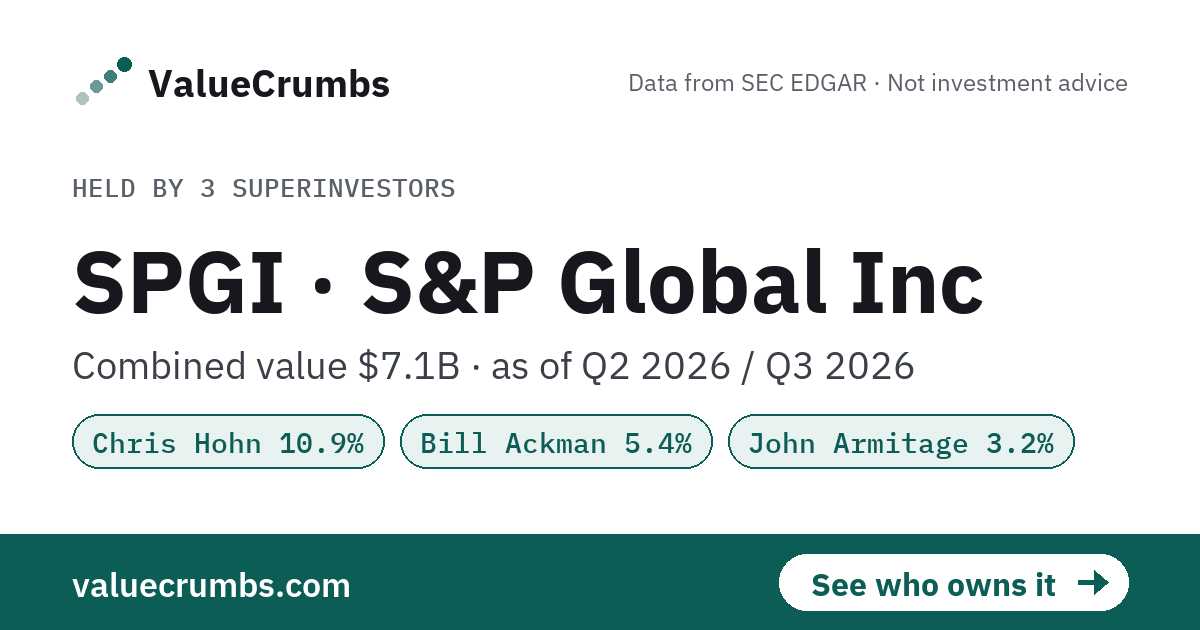 ValueCrumbs
Data from SEC EDGAR · Not investment advice
HELD BY 3 SUPERINVESTORS
SPGI · S&P Global Inc
Combined value $7.1B · as of Q2 2026 / Q3 2026
Chris Hohn 10.9% Bill Ackman 5.4% John Armitage 3.2%
valuecrumbs.com
See who owns it →